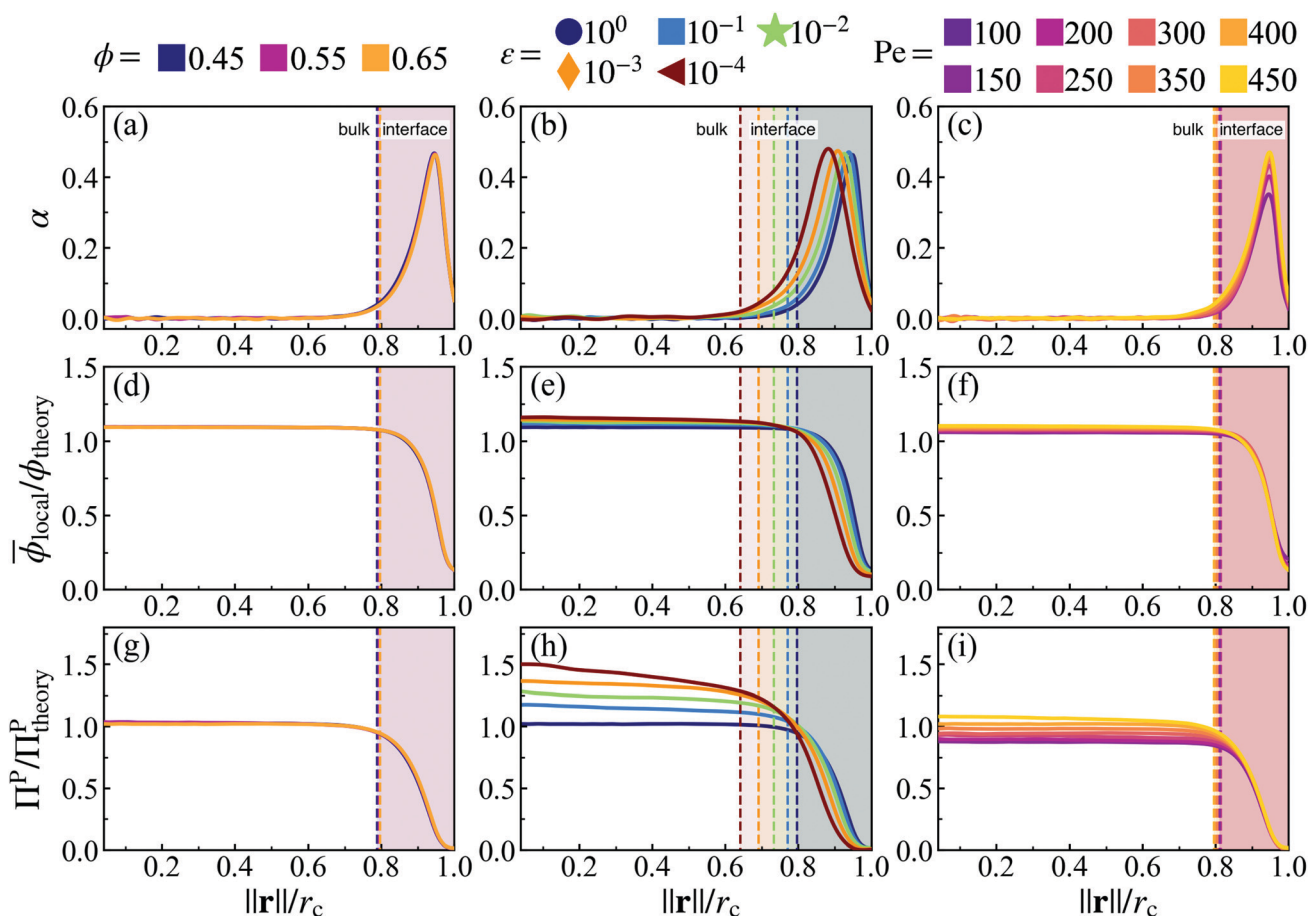 ϕ = 0.45 0.55 0.65
ε = 10⁰ 10⁻¹ 10⁻²
10⁻³ 10⁻⁴
Pe = 100 200 300 400
150 250 350 450
(a) bulk interface
(b) bulk interface
(c) bulk interface
α
0.6
0.4
0.2
0.0
0.2 0.4 0.6 0.8 1.0
0.2 0.4 0.6 0.8 1.0
0.2 0.4 0.6 0.8 1.0
(d)
(e)
(f)
ϕ̅local/ϕtheory
1.5
1.0
0.5
0.0
0.2 0.4 0.6 0.8 1.0
0.2 0.4 0.6 0.8 1.0
0.2 0.4 0.6 0.8 1.0
(g)
(h)
(i)
Πᴾ/Πᴾtheory
1.5
1.0
0.5
0.0
0.2 0.4 0.6 0.8 1.0
0.2 0.4 0.6 0.8 1.0
0.2 0.4 0.6 0.8 1.0
||r||/rc
||r||/rc
||r||/rc